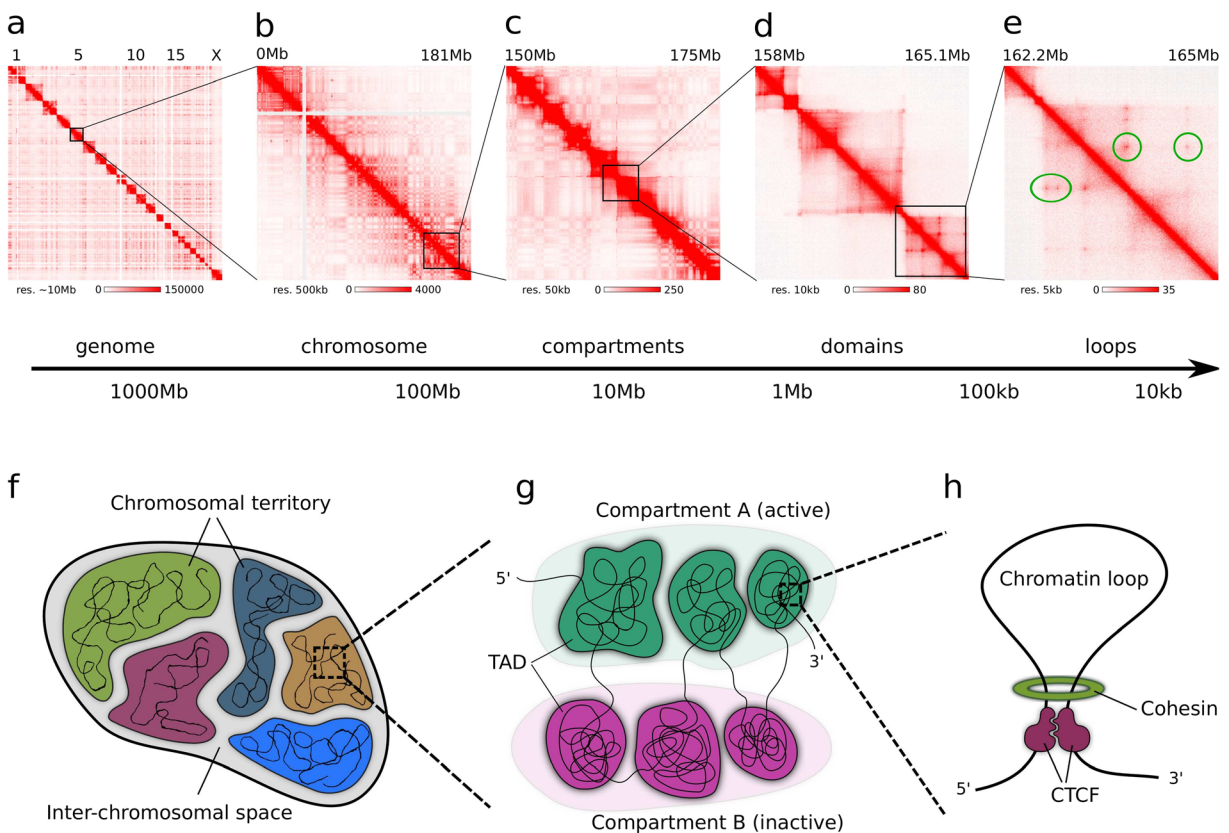 a
b
c
d
e
1 5 10 15 X
0Mb 181Mb
150Mb 175Mb
158Mb 165.1Mb
162.2Mb 165Mb
res. ~10Mb 0 150000
res. 500kb 0 4000
res. 50kb 0 250
res. 10kb 0 80
res. 5kb 0 35
genome chromosome compartments domains loops
1000Mb 100Mb 10Mb 1Mb 100kb 10kb
f
Chromosomal territory
Inter-chromosomal space
g
Compartment A (active)
5'
TAD
3'
Compartment B (inactive)
h
Chromatin loop
Cohesin
5'
CTCF
3'